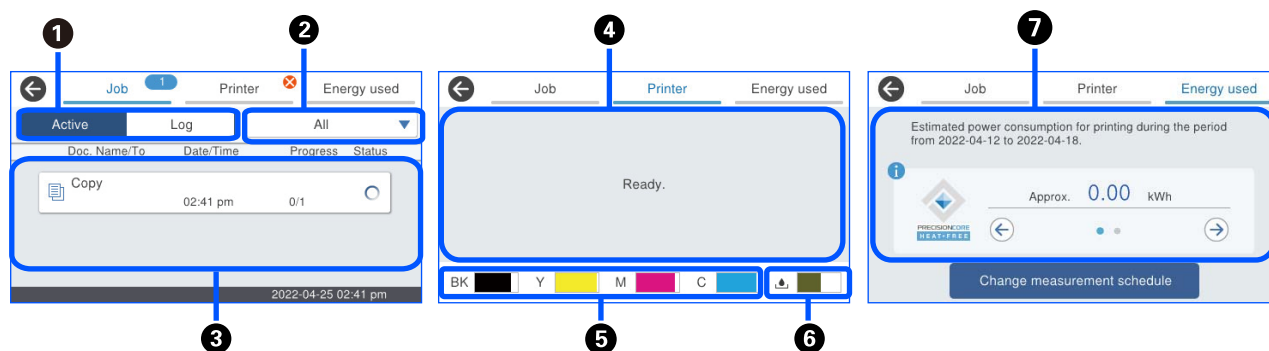 1
2
4
7
Job 1 Printer Energy used
Active Log All
Doc. Name/To Date/Time Progress Status
Copy
02:41 pm 0/1
2022-04-25 02:41 pm
3
Job Printer Energy used
Ready.
BK Y M C
5
6
Job Printer Energy used
Estimated power consumption for printing during the period
from 2022-04-12 to 2022-04-18.
i
Approx. 0.00 kWh
PRECISIONCORE
HEAT-FREE
Change measurement schedule